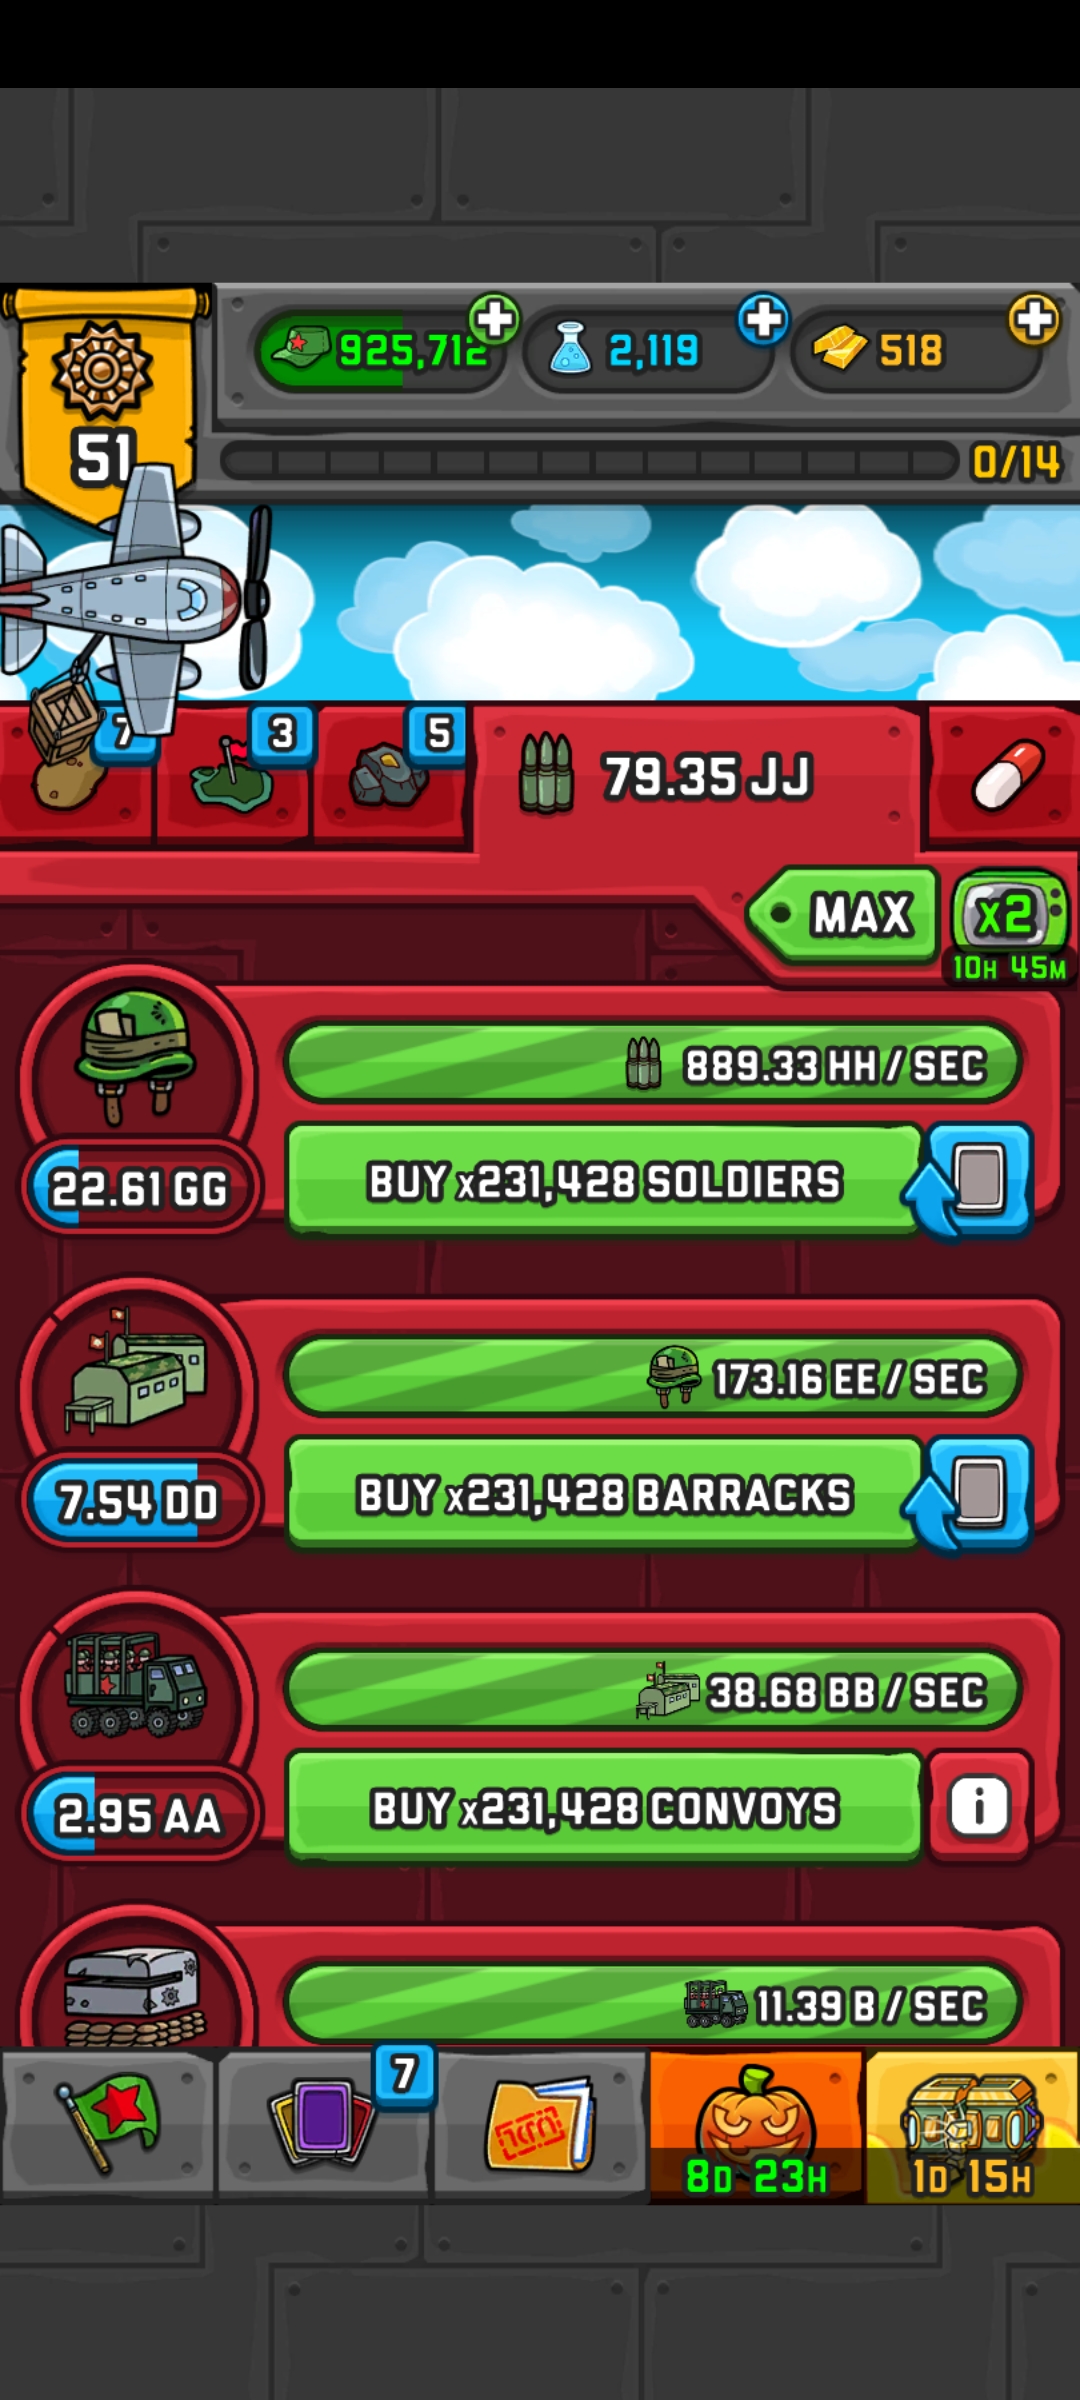 925,712 2,119 518
51
0/14
7 3 5 79.35 JJ
MAX x2
10H 45M
889.33 HH / SEC
22.61 GG BUY x231,428 SOLDIERS
173.16 EE / SEC
7.54 DD BUY x231,428 BARRACKS
38.68 BB / SEC
2.95 AA BUY x231,428 CONVOYS i
11.39 B / SEC
7
8D 23H 1D 15H